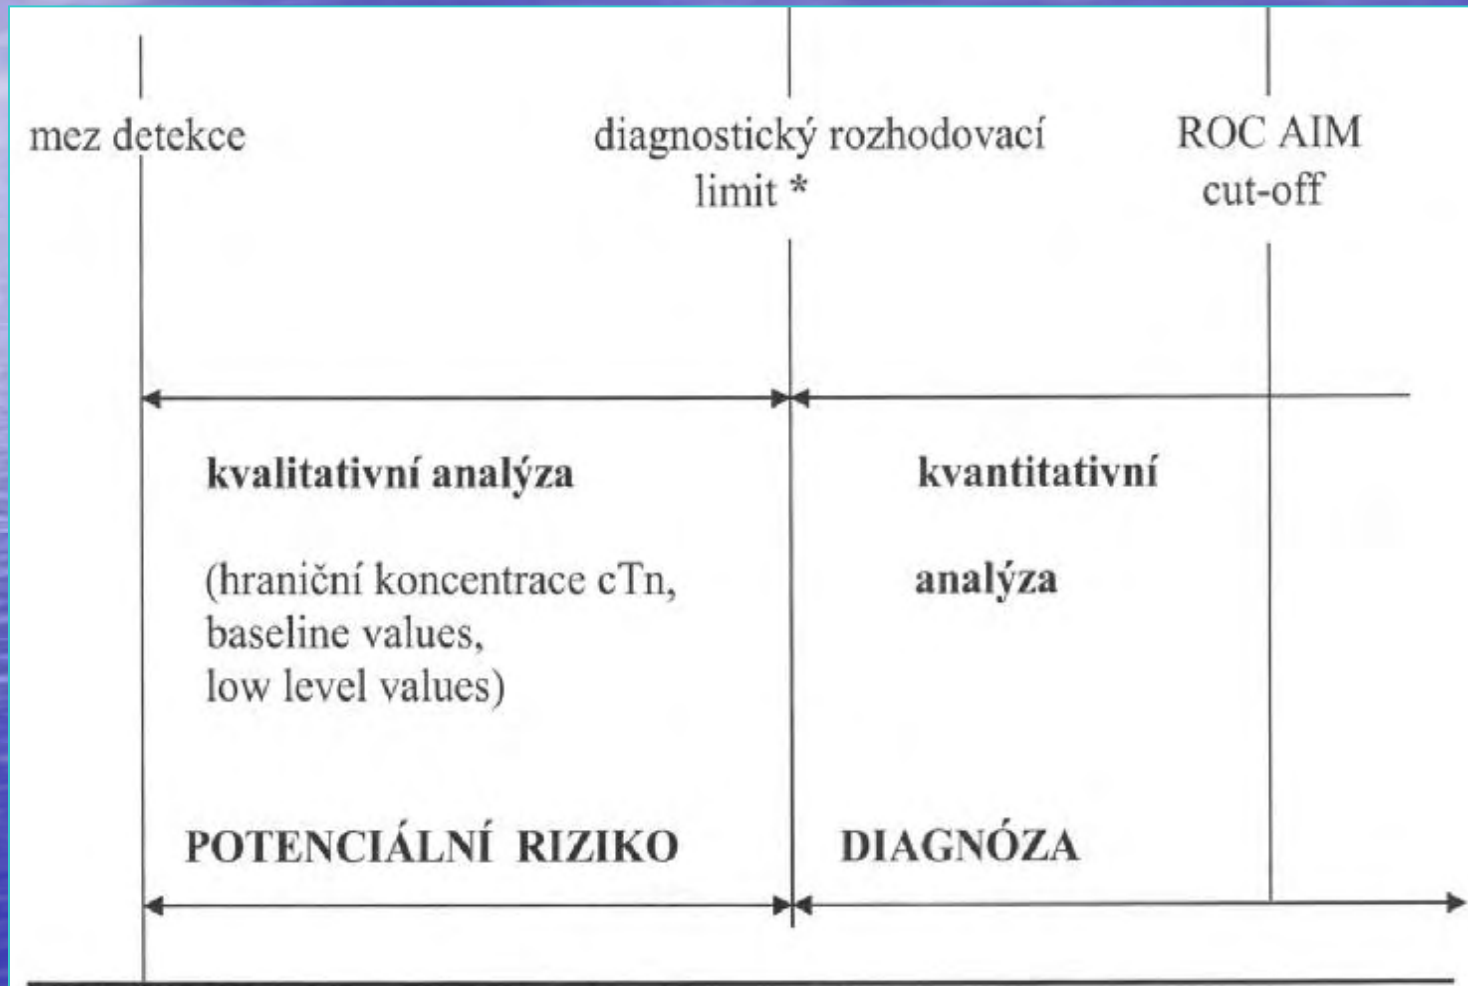 mez detekce
diagnostický rozhodovací
limit *
ROC AIM
cut-off
kvalitativní analýza
(hraniční koncentrace cTn,
baseline values,
low level values)
kvantitativní
analýza
POTENCIÁLNÍ RIZIKO
DIAGNÓZA